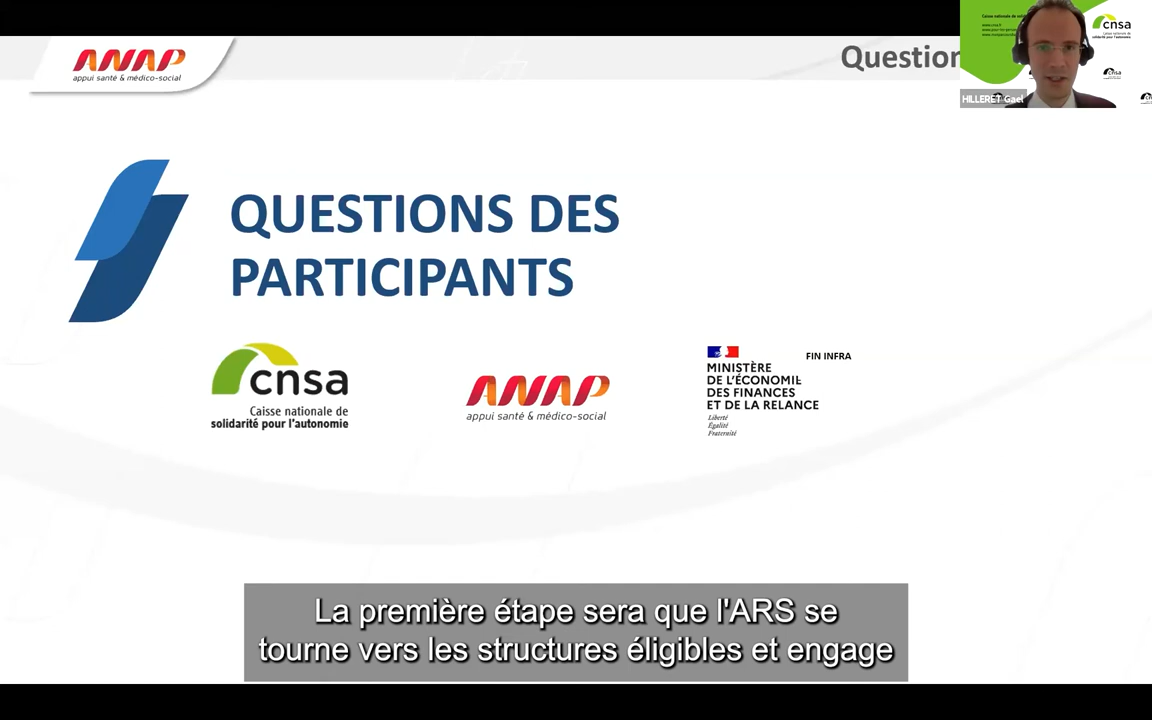 ANAP
appui santé & médico-social
Question
cnsa
HILLERET Gael
QUESTIONS DES
PARTICIPANTS
cnsa
Caisse nationale de
solidarité pour l'autonomie
ANAP
appui santé & médico-social
FIN INFRA
MINISTÈRE
DE L'ÉCONOMIE
DES FINANCES
ET DE LA RELANCE
Liberté
Égalité
Fraternité
La première étape sera que l'ARS se
tourne vers les structures éligibles et engage